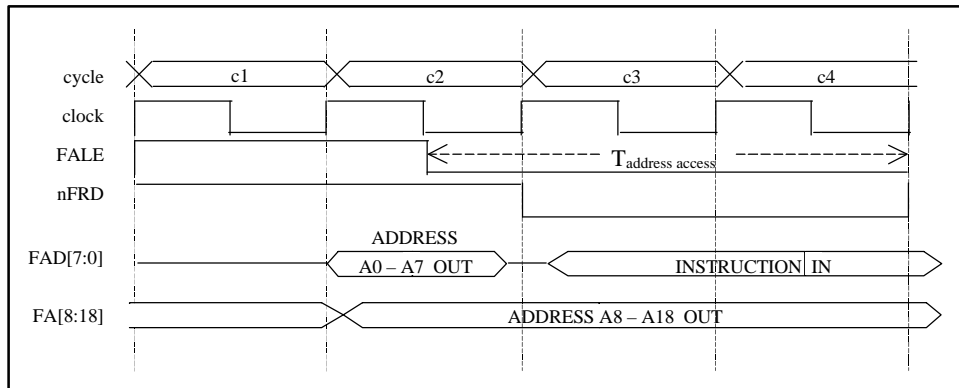 cycle c1 c2 c3 c4
clock
FALE T address access
nFRD
ADDRESS
FAD[7:0] A0 – A7 OUT INSTRUCTION IN
FA[8:18] ADDRESS A8 – A18 OUT